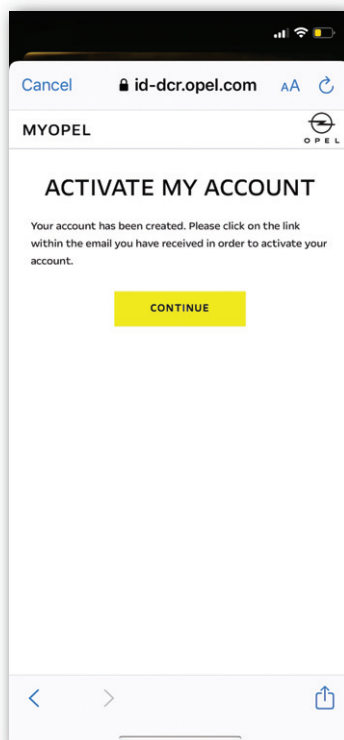 Cancel id-dcr.opel.com AA
MYOPEL
OPEL
ACTIVATE MY ACCOUNT
Your account has been created. Please click on the link
within the email you have received in order to activate your
account.
CONTINUE